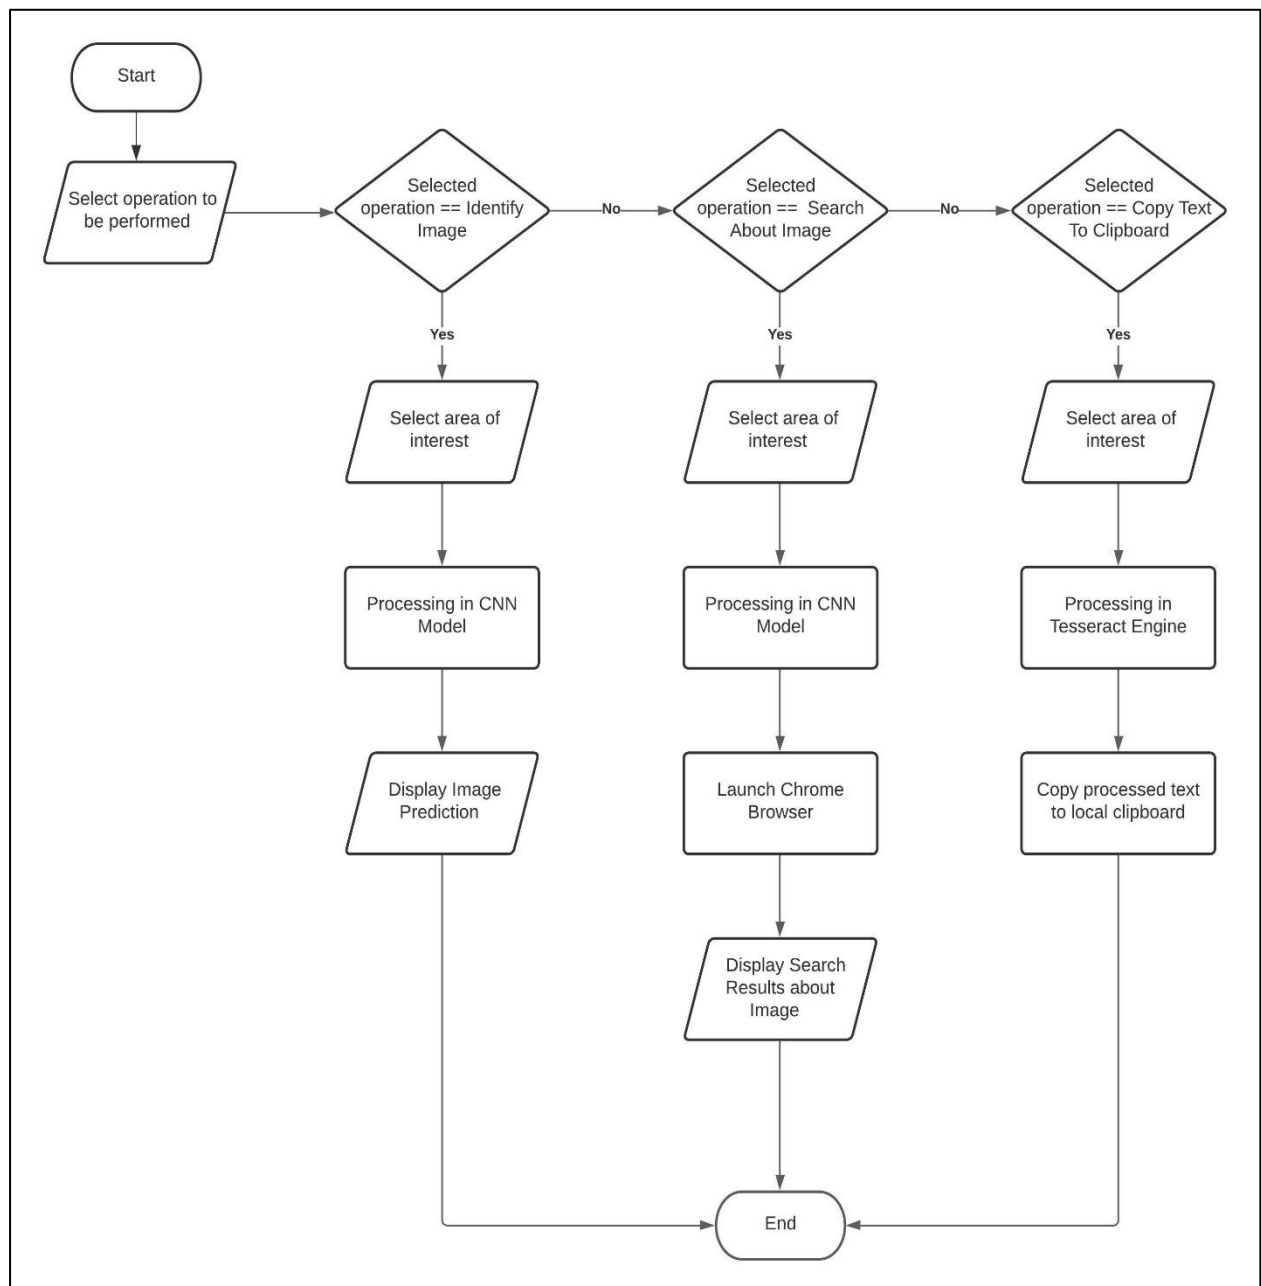 Start
Select operation to
be performed
Selected
operation == Identify
Image
No
Selected
operation ==  Search
About Image
No
Selected
operation == Copy Text
To Clipboard
Yes
Yes
Yes
Select area of
interest
Select area of
interest
Select area of
interest
Processing in CNN
Model
Processing in CNN
Model
Processing in
Tesseract Engine
Display Image
Prediction
Launch Chrome
Browser
Copy processed text
to local clipboard
Display Search
Results about
Image
End